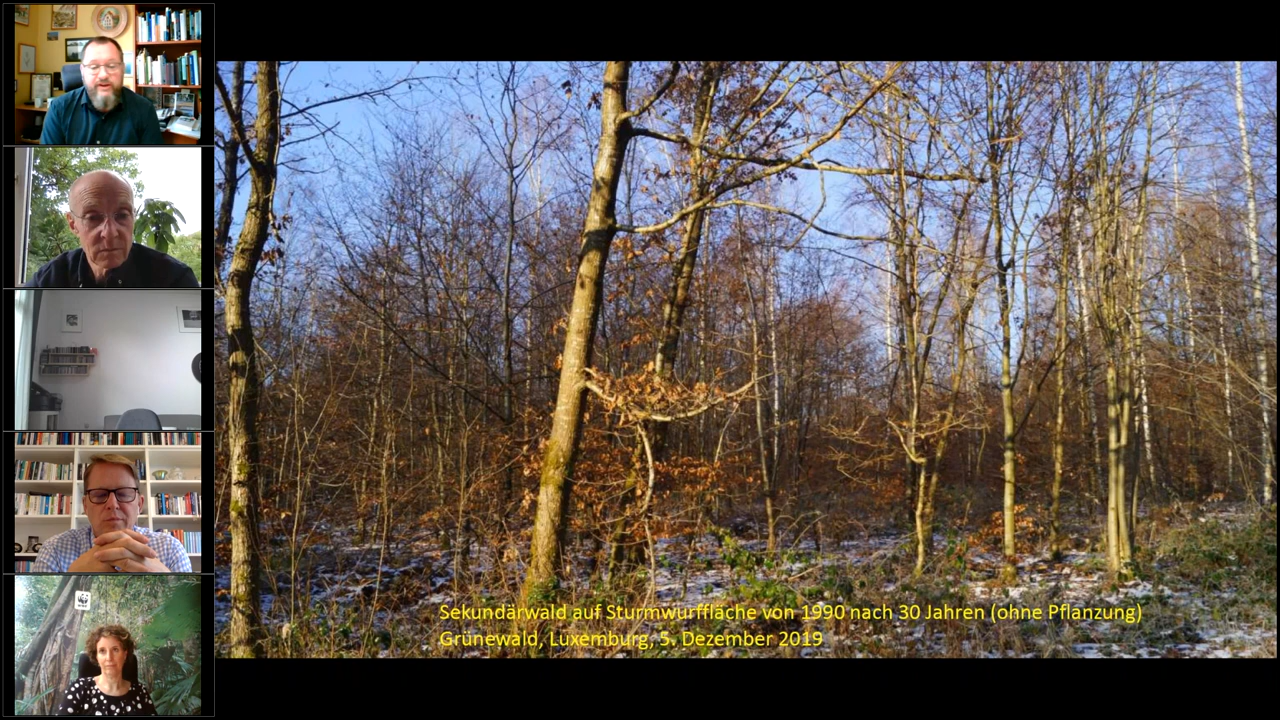 Sekundärwald auf Sturmwurffläche von 1990 nach 30 Jahren (ohne Pflanzung)
Grünewald, Luxemburg, 5. Dezember 2019